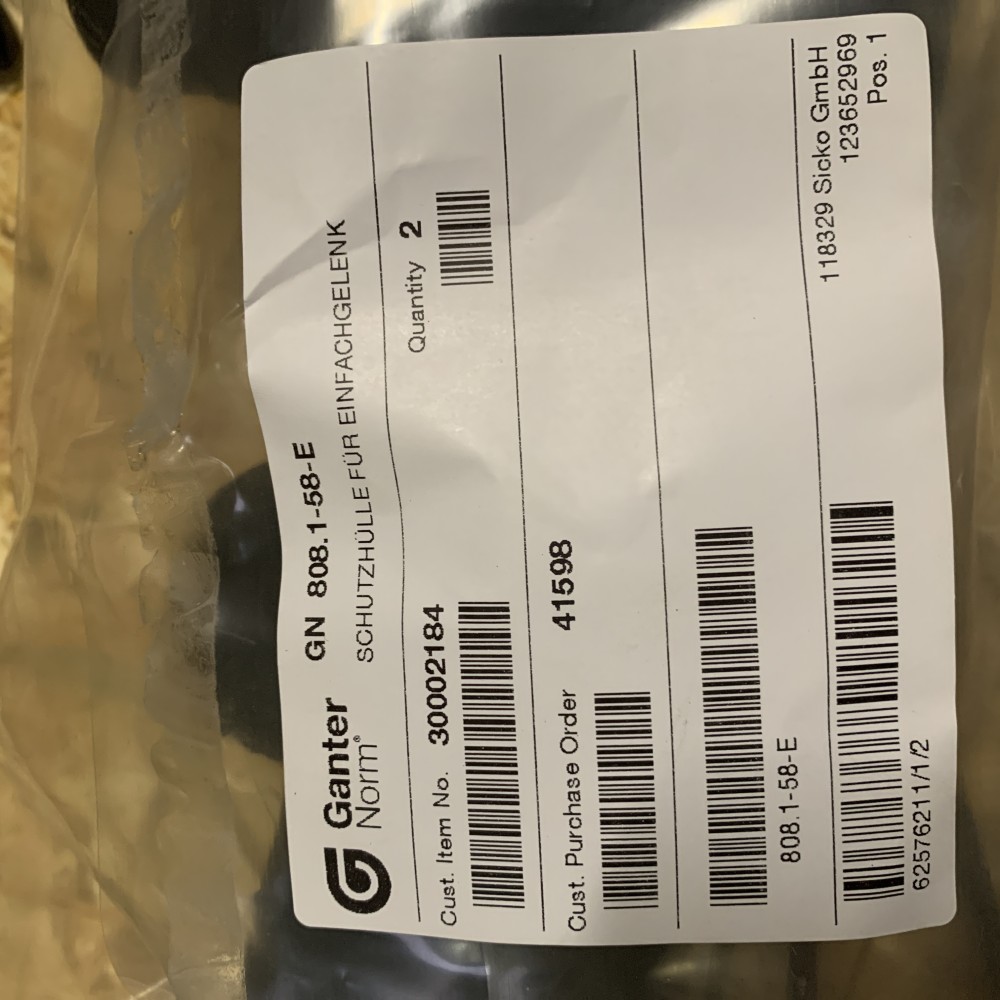 Ganter
Norm®
GN 808.1-58-E
SCHUTZHÜLLE FÜR EINFACHGELENK
Cust. Item No. 30002184
Quantity 2
Cust. Purchase Order 41598
808.1-58-E
62576211/1/2
118329 Sicko GmbH
123652969
Pos. 1